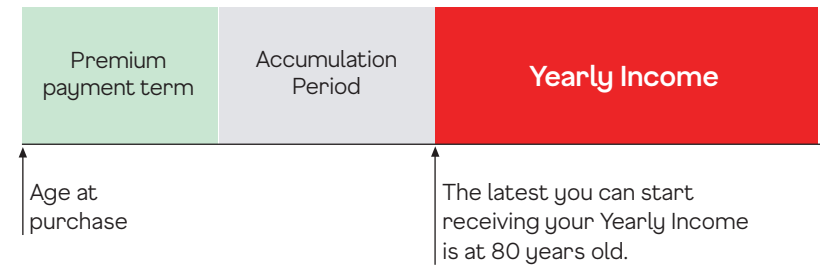 Premium
payment term
Accumulation
Period
Yearly Income
Age at
purchase
The latest you can start
receiving your Yearly Income
is at 80 years old.